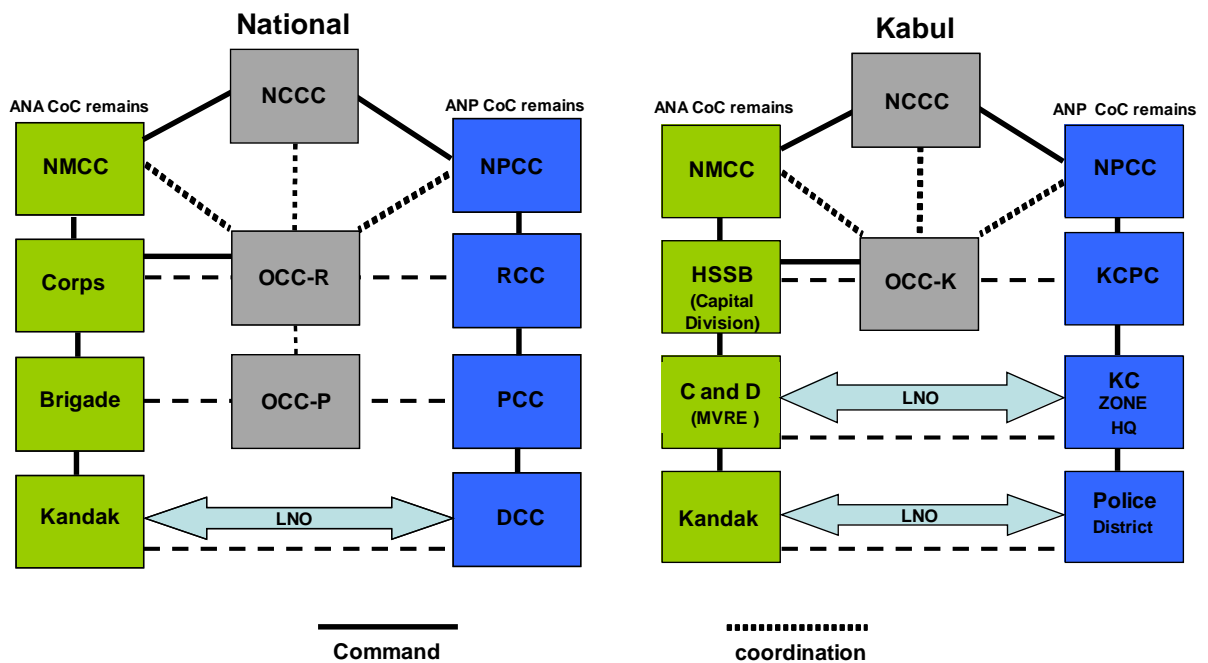 National
Kabul
NCCC
NCCC
ANA CoC remains
ANA CoC remains
ANP CoC remains
ANP  CoC remains
NMCC
NPCC
NMCC
NPCC
Corps
OCC-R
RCC
HSSB
(Capital
Division)
OCC-K
KCPC
Brigade
OCC-P
PCC
C and D
(MVRE )
LNO
KC
ZONE
HQ
Kandak
LNO
DCC
Kandak
LNO
Police
District
Command
coordination